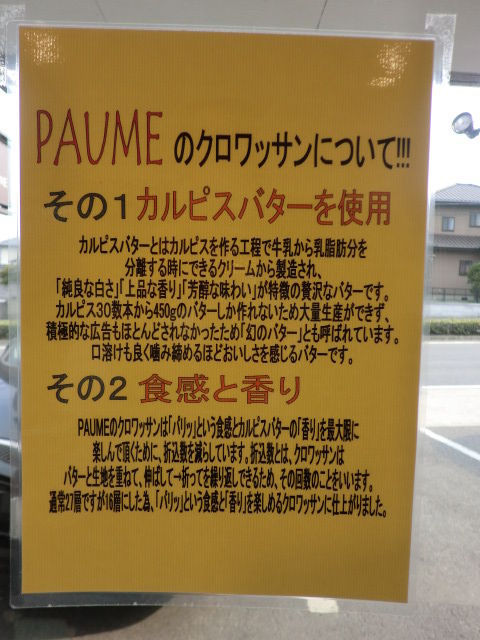 PAUME のクロワッサンについて!!!
その1カルピスバターを使用
カルピスバターとはカルピスを作る工程で牛乳から乳脂肪分を
分離する時にできるクリームから製造され、
「純良な白さ」「上品な香り」「芳醇な味わい」が特徴の贅沢なバターです。
カルピス30数本から450gのバターしか作れないため大量生産ができず、
積極的な広告もほとんどされなかったため「幻のバター」とも呼ばれています。
口溶けも良く噛み締めるほどおいしさを感じるバターです。
その2 食感と香り
PAUMEのクロワッサンは「パリッ」という食感とカルピスバターの「香り」を最大限に
楽しんで頂くために、折込数を減らしています。折込数とは、クロワッサンは
バターと生地を重ねて、伸ばして→折ってを繰り返しできるため、その回数のことをいいます。
通常27層ですが16層にした為、「パリッ」という食感と「香り」を楽しめるクロワッサンに仕上がりました。